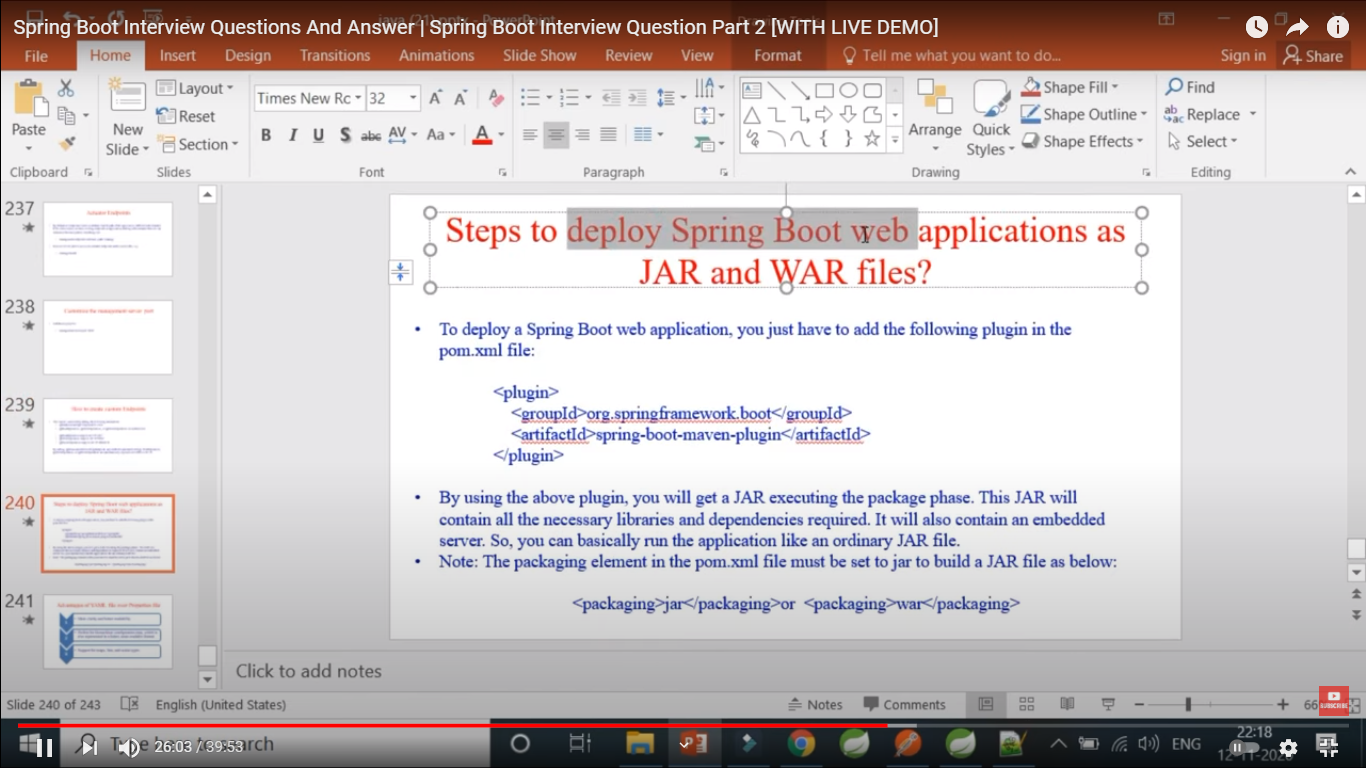 Spring Boot Interview Questions And Answer | Spring Boot Interview Question Part 2 [WITH LIVE DEMO]
File Home Insert Design Transitions Animations Slide Show Review View Format Tell me what you want to do... Sign in Share
Paste
New Slide
Layout
Reset
Section
Times New Rc 32
B I U S abc AV Aa A
Arrange
Quick Styles
Shape Fill
Shape Outline
Shape Effects
Find
Replace
Select
Clipboard Slides Font Paragraph Drawing Editing
237
238
239
240
241
Steps to deploy Spring Boot web applications as
JAR and WAR files?
• To deploy a Spring Boot web application, you just have to add the following plugin in the
pom.xml file:
<plugin>
<groupId>org.springframework.boot</groupId>
<artifactId>spring-boot-maven-plugin</artifactId>
</plugin>
• By using the above plugin, you will get a JAR executing the package phase. This JAR will
contain all the necessary libraries and dependencies required. It will also contain an embedded
server. So, you can basically run the application like an ordinary JAR file.
• Note: The packaging element in the pom.xml file must be set to jar to build a JAR file as below:
<packaging>jar</packaging>or <packaging>war</packaging>
Click to add notes
Slide 240 of 243 English (United States) Notes Comments
SUBSCRIBE
26:03 / 39:53
ENG
22:18